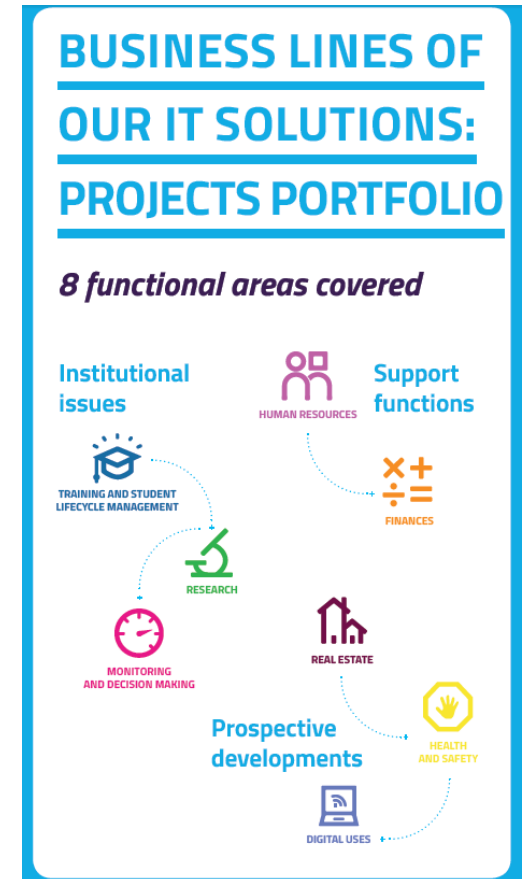 BUSINESS LINES OF
OUR IT SOLUTIONS:
PROJECTS PORTFOLIO
8 functional areas covered
Institutional
issues
TRAINING AND STUDENT
LIFECYCLE MANAGEMENT
RESEARCH
MONITORING
AND DECISION MAKING
HUMAN RESOURCES
Support
functions
FINANCES
REAL ESTATE
Prospective
developments
HEALTH
AND SAFETY
DIGITAL USES